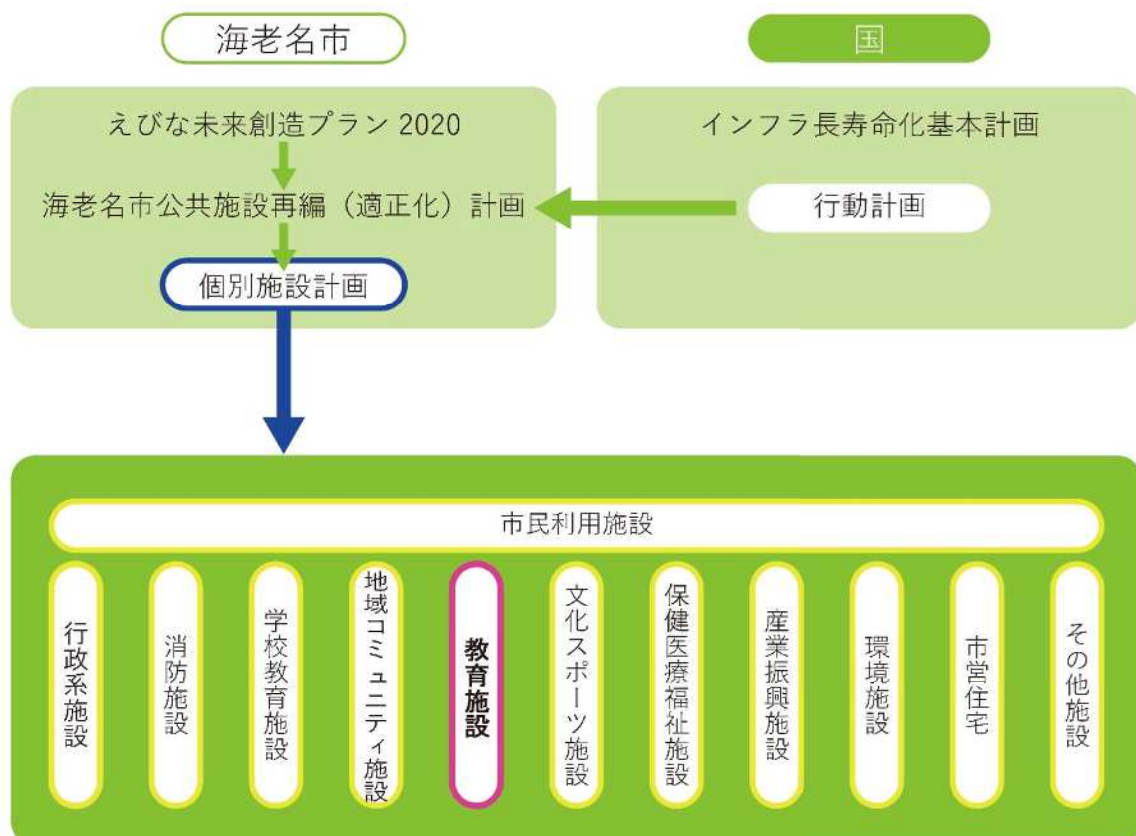 海老名市
国
えびな未来創造プラン 2020
インフラ長寿命化基本計画
海老名市公共施設再編（適正化）計画
行動計画
個別施設計画
市民利用施設
行政系施設
消防施設
学校教育施設
地域コミュニティ施設
教育施設
文化スポーツ施設
保健医療福祉施設
産業振興施設
環境施設
市営住宅
その他施設